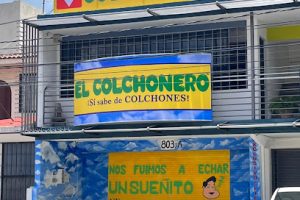 EL COLCHONERO
¡Si sabe de COLCHONES!
803
NOS FUIMOS A ECHAR
UN SUEÑITO